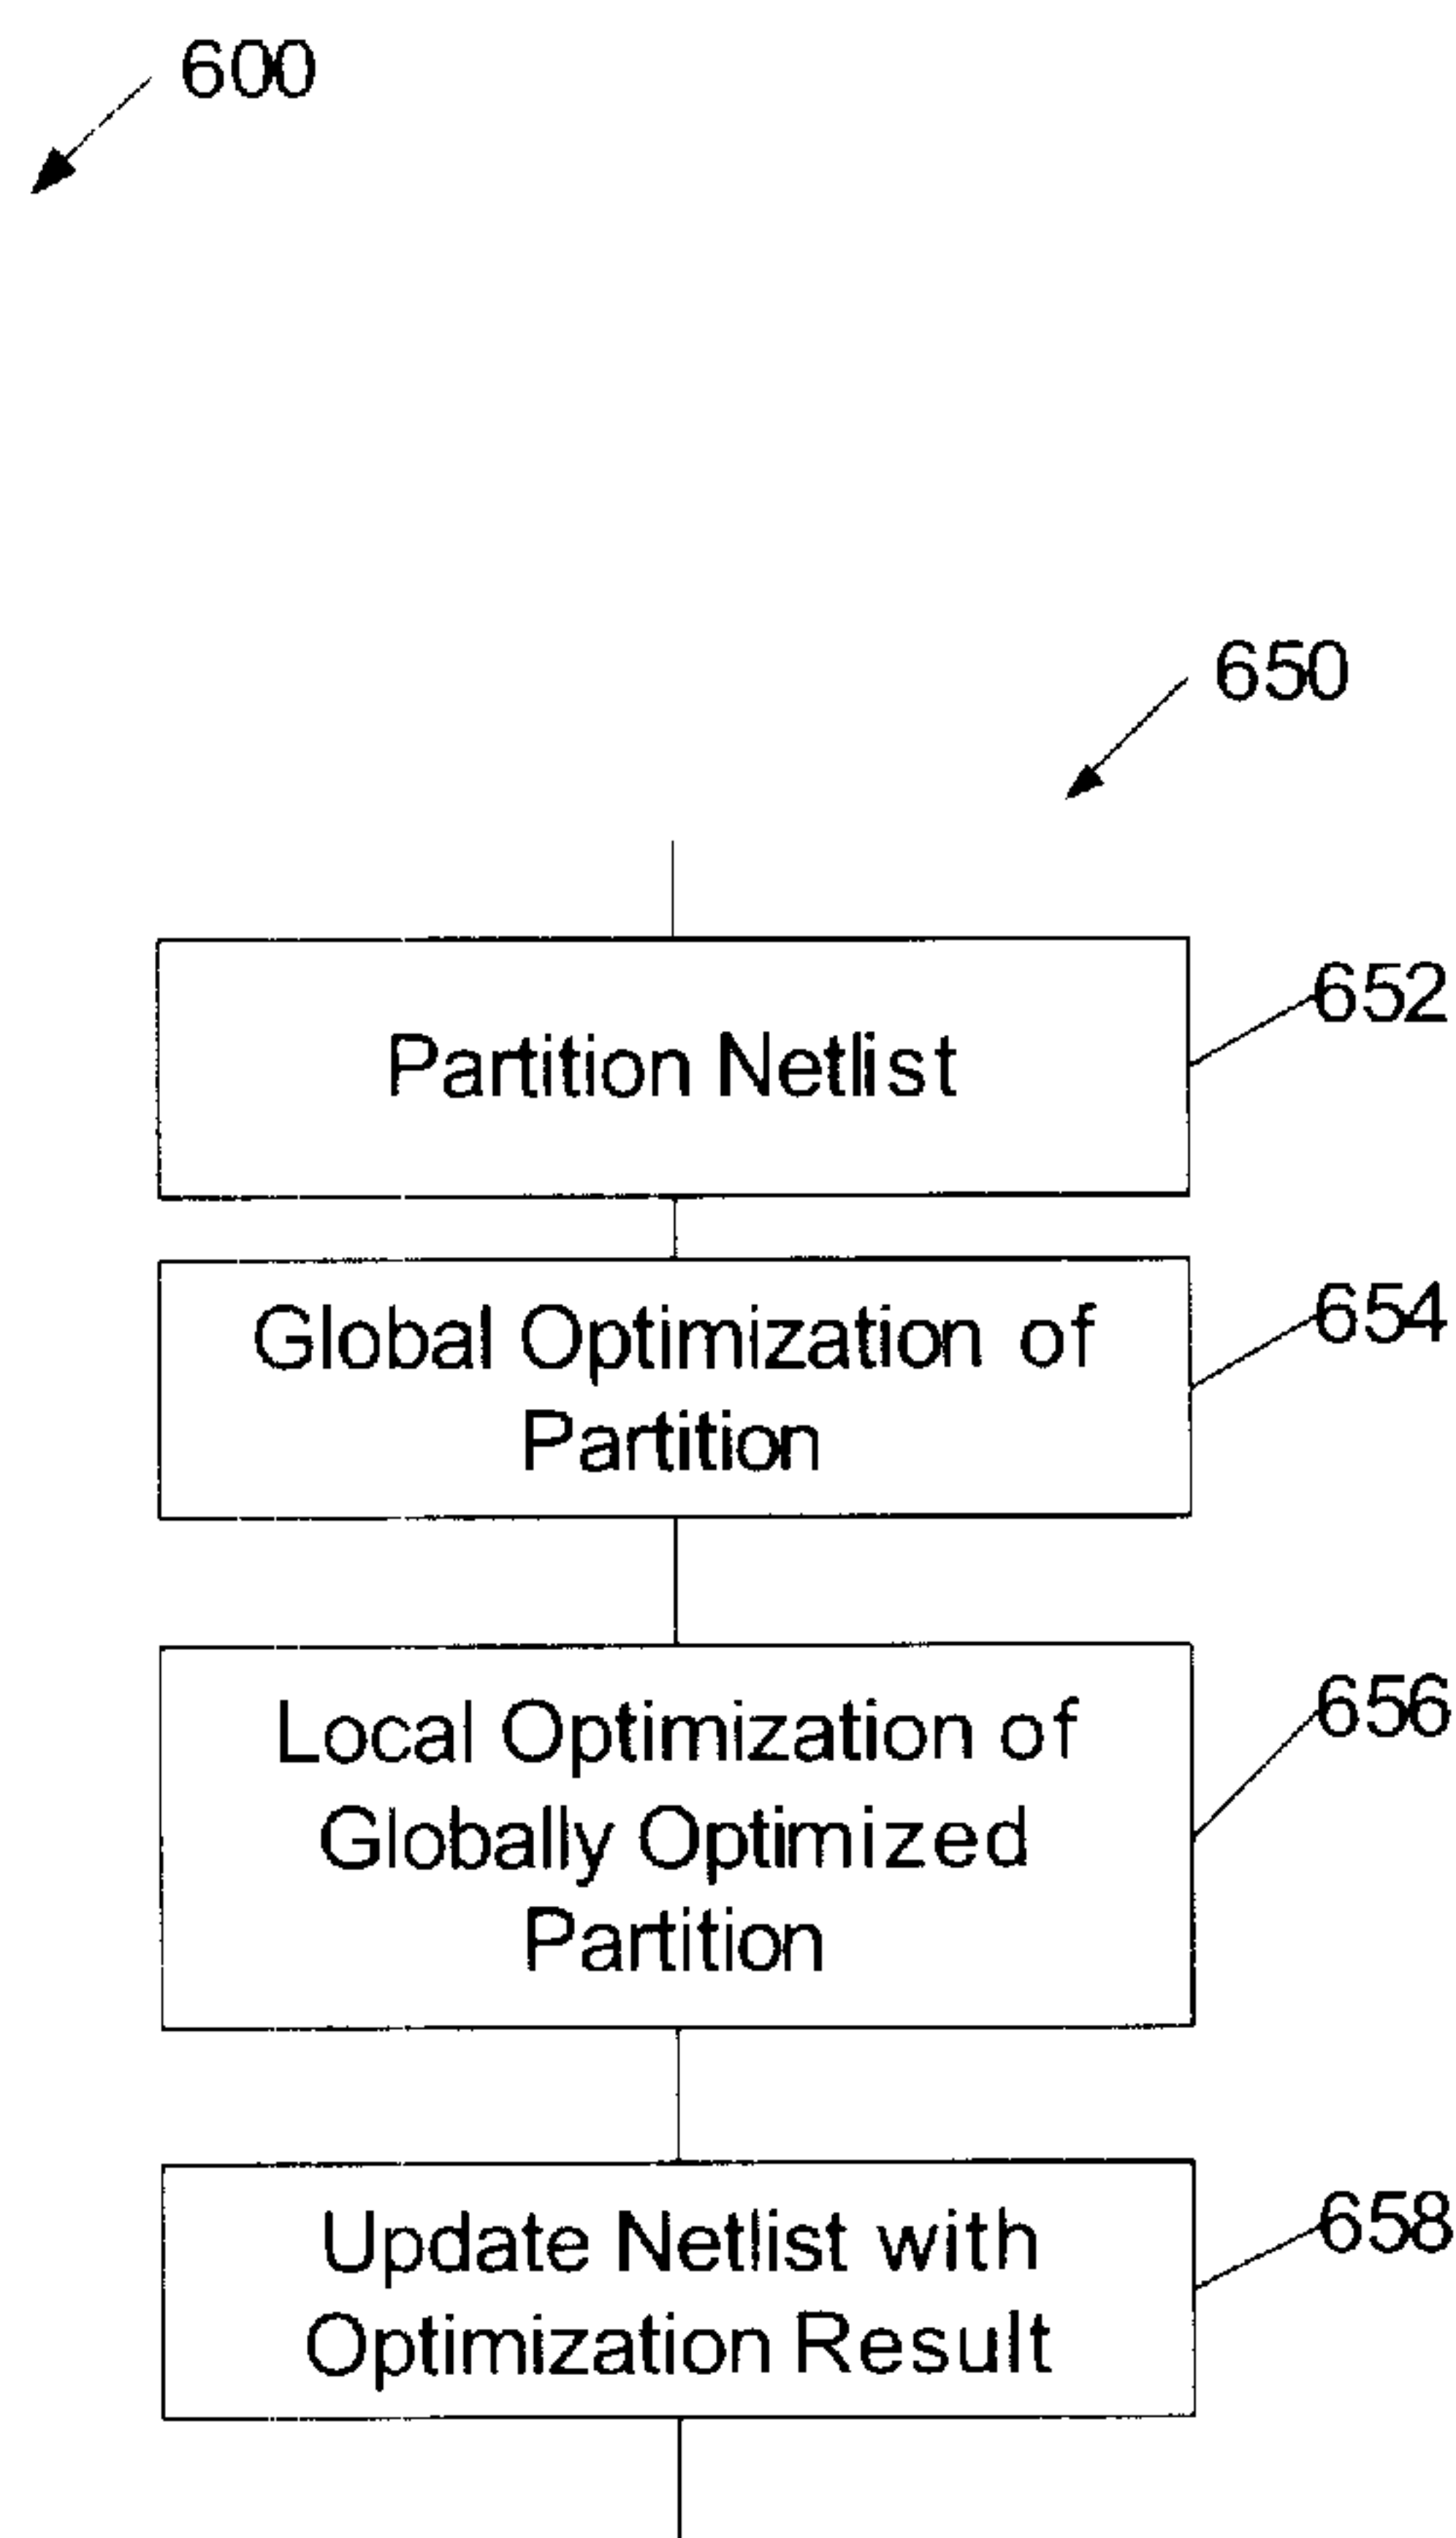 600
650
Partition Netlist
652
Global Optimization of
Partition
654
Local Optimization of
Globally Optimized
Partition
656
Update Netlist with
Optimization Result
658